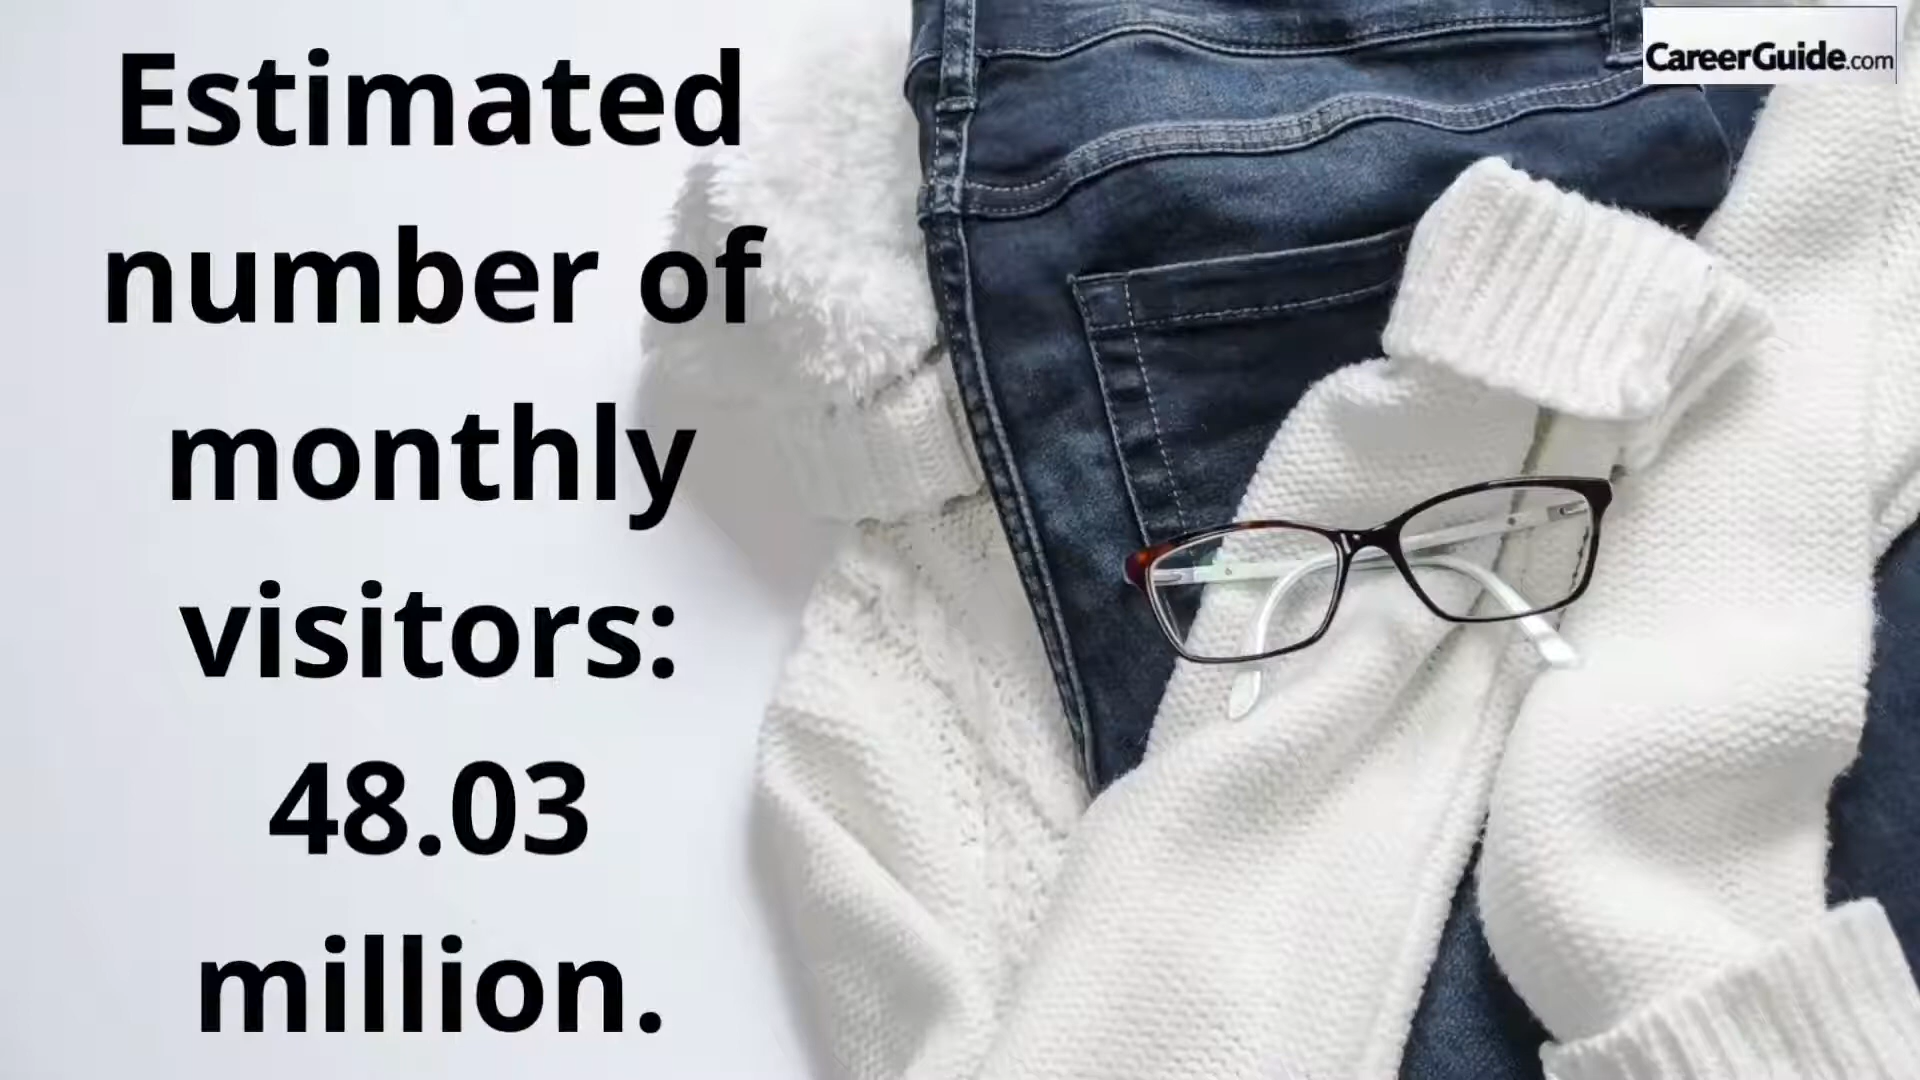 Estimated
number of
monthly
visitors:
48.03
million.
CareerGuide.com